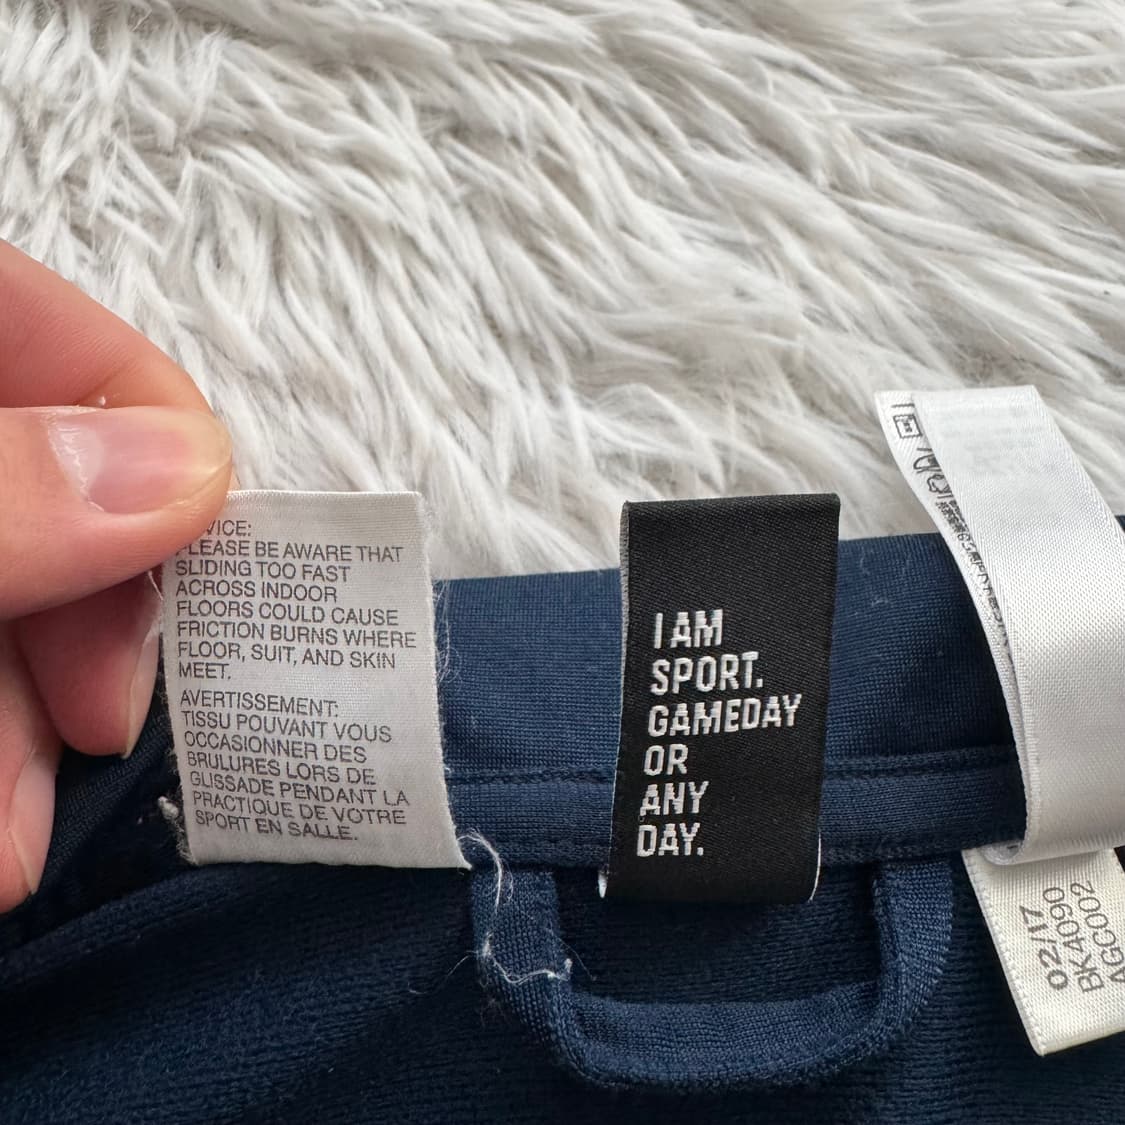 VICE:
LEASE BE AWARE THAT
SLIDING TOO FAST
ACROSS INDOOR
FLOORS COULD CAUSE
FRICTION BURNS WHERE
FLOOR, SUIT, AND SKIN
MEET.
AVERTISSEMENT:
TISSU POUVANT VOUS
OCCASIONNER DES
BRULURES LORS DE
GLISSADE PENDANT LA
PRACTIQUE DE VOTRE
SPORT EN SALLE.
I AM
SPORT.
GAMEDAY
OR
ANY
DAY.
02/17
BK4090
AGC002